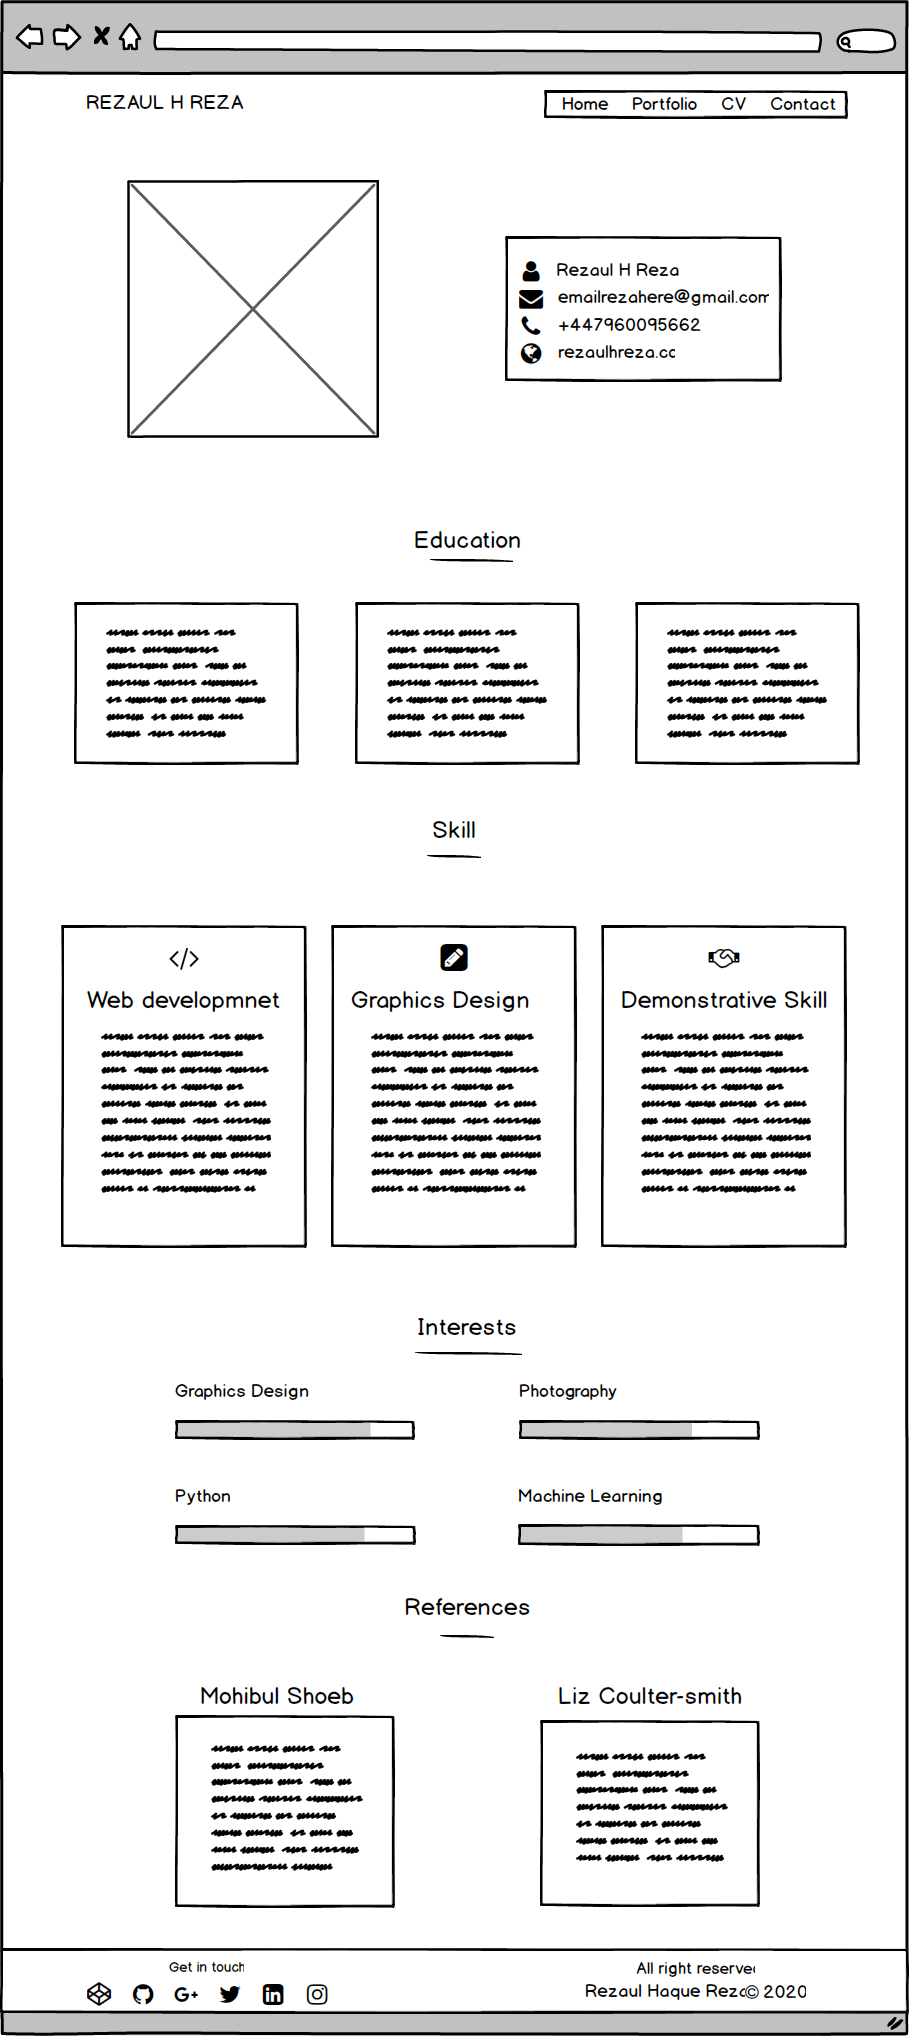 REZAUL H REZA
Home Portfolio CV Contact
Rezaul H Reza
emailrezahere@gmail.com
+447960095662
rezaulhreza.cc
Education
Skill
Web developmnet
Graphics Design
Demonstrative Skill
Interests
Graphics Design
Photography
Python
Machine Learning
References
Mohibul Shoeb
Liz Coulter-smith
Get in touch
All right reserved
Rezaul Haque Reza© 2020